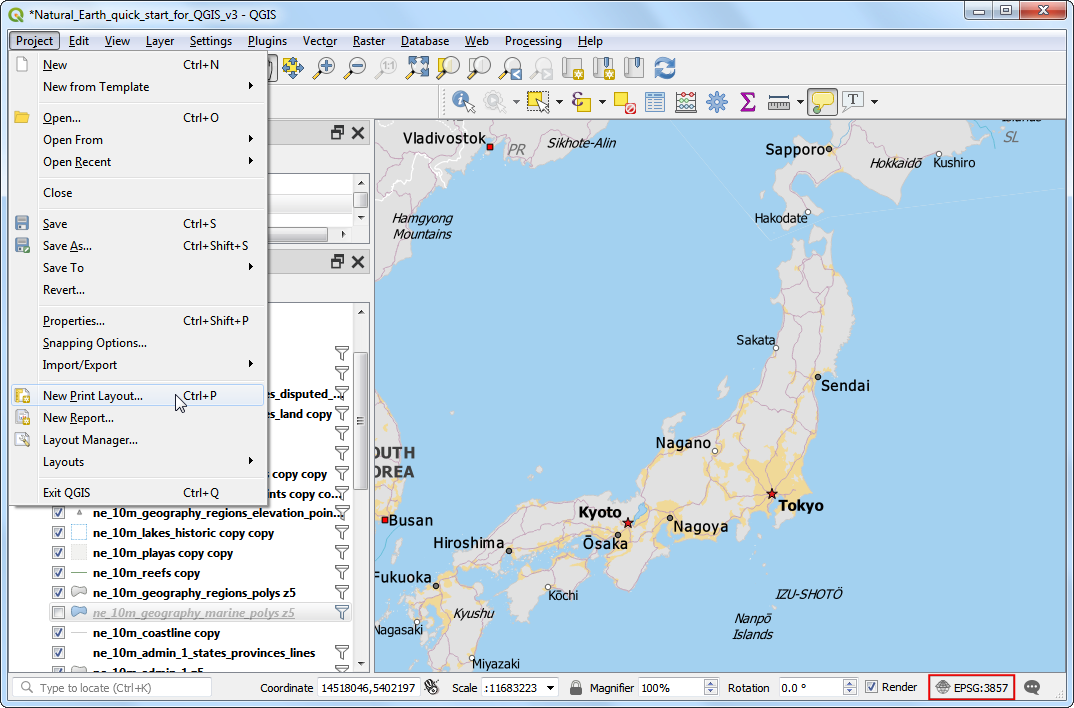 *Natural_Earth_quick_start_for_QGIS_v3 - QGIS
Project Edit View Layer Settings Plugins Vector Raster Database Web Processing Help
New Ctrl+N
New from Template
Open... Ctrl+O
Open From
Open Recent
Close
Save Ctrl+S
Save As... Ctrl+Shift+S
Save To
Revert...
Properties... Ctrl+Shift+P
Snapping Options...
Import/Export
New Print Layout... Ctrl+P
New Report...
Layout Manager...
Layouts
Exit QGIS Ctrl+Q
1:1
T
es_disputed_...
es_land copy
copy copy
nts copy co...
ne_10m_geography_regions_elevation_poin...
ne_10m_lakes_historic copy copy
ne_10m_playas copy copy
ne_10m_reefs copy
ne_10m_geography_regions_polys z5
ne_10m_geography_marine_polys z5
ne_10m_coastline copy
ne_10m_admin_1_states_provinces_lines
ne_10m_admin_1 z5
Vladivostok
PR
Sikhote-Alin
Islands
SL
Sapporo
Hokkaidō
Kushiro
Hakodate
Hamgyong
Mountains
Sakata
Sendai
Nagano
OUTH
OREA
Tokyo
Kyoto
Busan
Nagoya
Ōsaka
Hiroshima
Fukuoka
Kōchi
IZU-SHOTŌ
Kyushu
Nanpō
Islands
Nagasaki
Miyazaki
Type to locate (Ctrl+K) Coordinate 14518046,5402197 Scale :11683223 Magnifier 100% Rotation 0.0 ° Render EPSG:3857